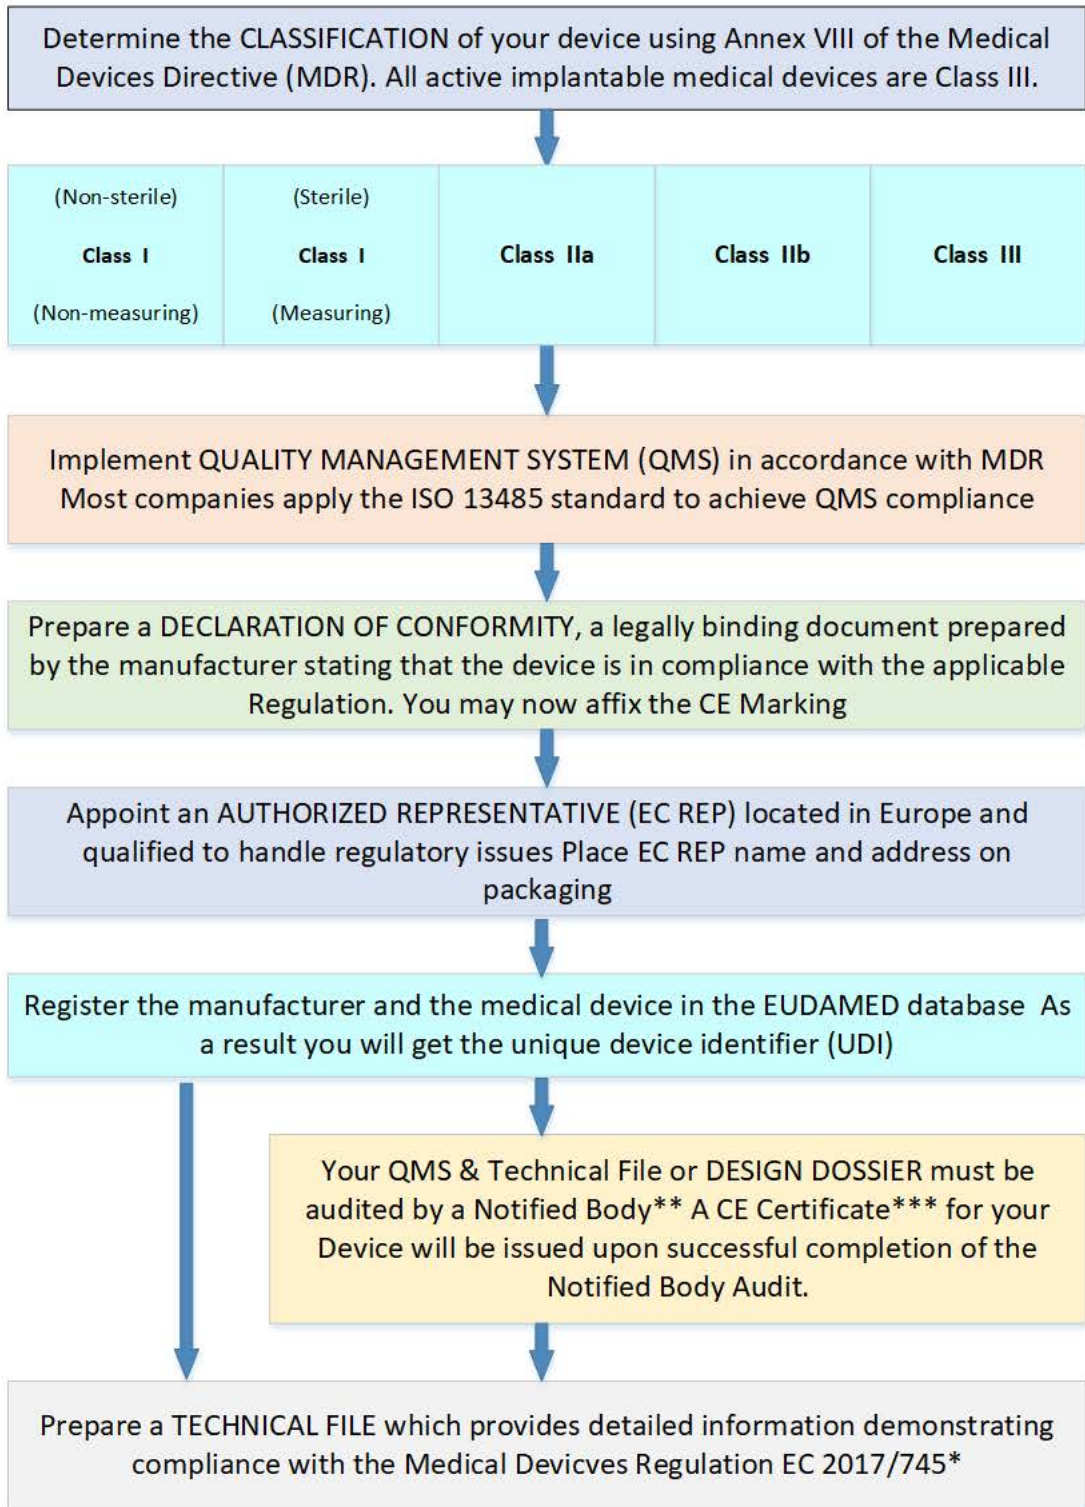 Determine the CLASSIFICATION of your device using Annex VIII of the Medical
Devices Directive (MDR). All active implantable medical devices are Class III.
(Non-sterile)
Class I
(Non-measuring)
(Sterile)
Class I
(Measuring)
Class IIa
Class IIb
Class III
Implement QUALITY MANAGEMENT SYSTEM (QMS) in accordance with MDR
Most companies apply the ISO 13485 standard to achieve QMS compliance
Prepare a DECLARATION OF CONFORMITY, a legally binding document prepared
by the manufacturer stating that the device is in compliance with the applicable
Regulation. You may now affix the CE Marking
Appoint an AUTHORIZED REPRESENTATIVE (EC REP) located in Europe and
qualified to handle regulatory issues Place EC REP name and address on
packaging
Register the manufacturer and the medical device in the EUDAMED database As
a result you will get the unique device identifier (UDI)
Your QMS & Technical File or DESIGN DOSSIER must be
audited by a Notified Body** A CE Certificate*** for your
Device will be issued upon successful completion of the
Notified Body Audit.
Prepare a TECHNICAL FILE which provides detailed information demonstrating
compliance with the Medical Devicves Regulation EC 2017/745*